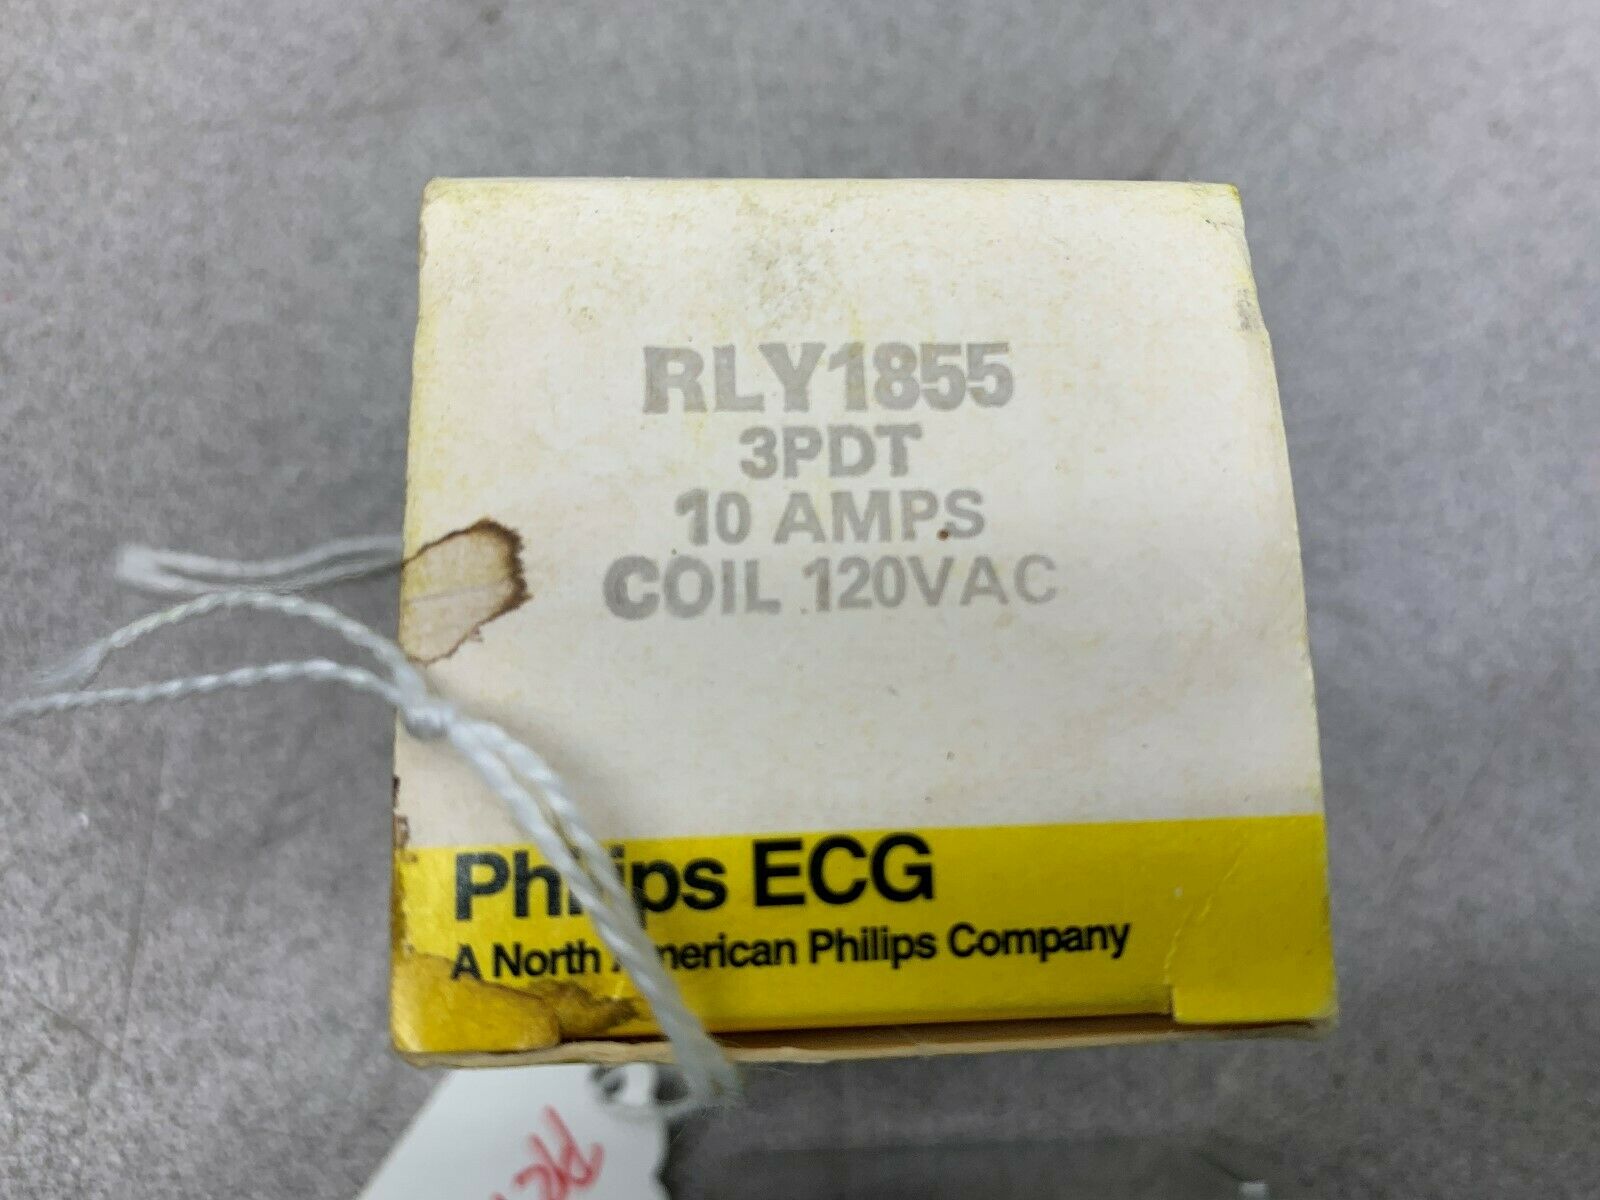 RLY1855
3PDT
10 AMPS
COIL 120VAC
Philips ECG
A North American Philips Company